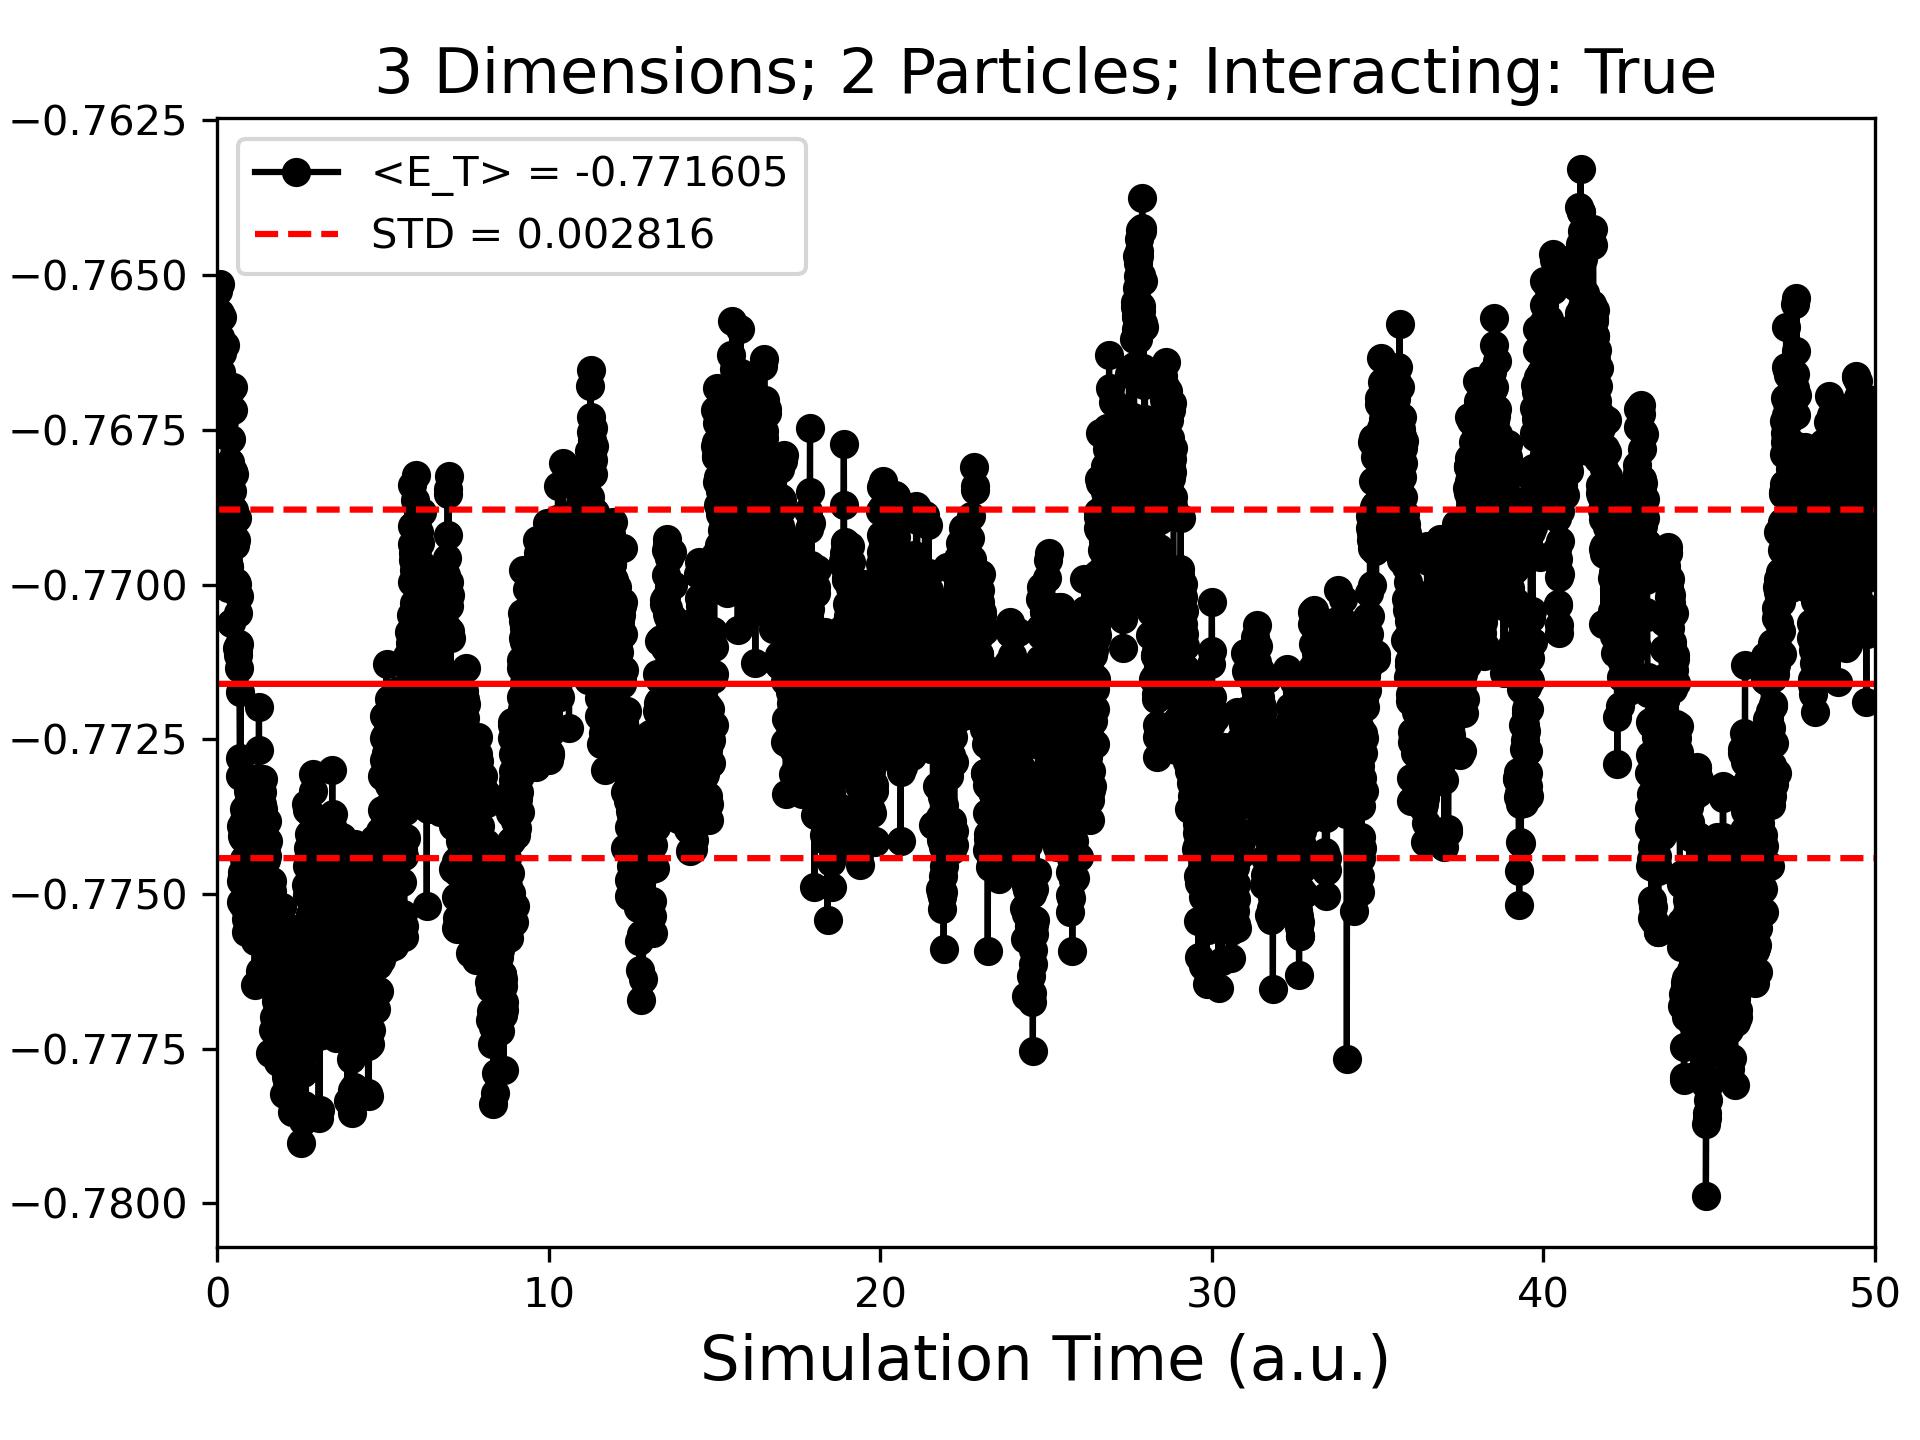 3 Dimensions; 2 Particles; Interacting: True
−0.7625
<E_T> = -0.771605
STD = 0.002816
−0.7650
−0.7675
−0.7700
−0.7725
−0.7750
−0.7775
−0.7800
0 10 20 30 40 50
Simulation Time (a.u.)